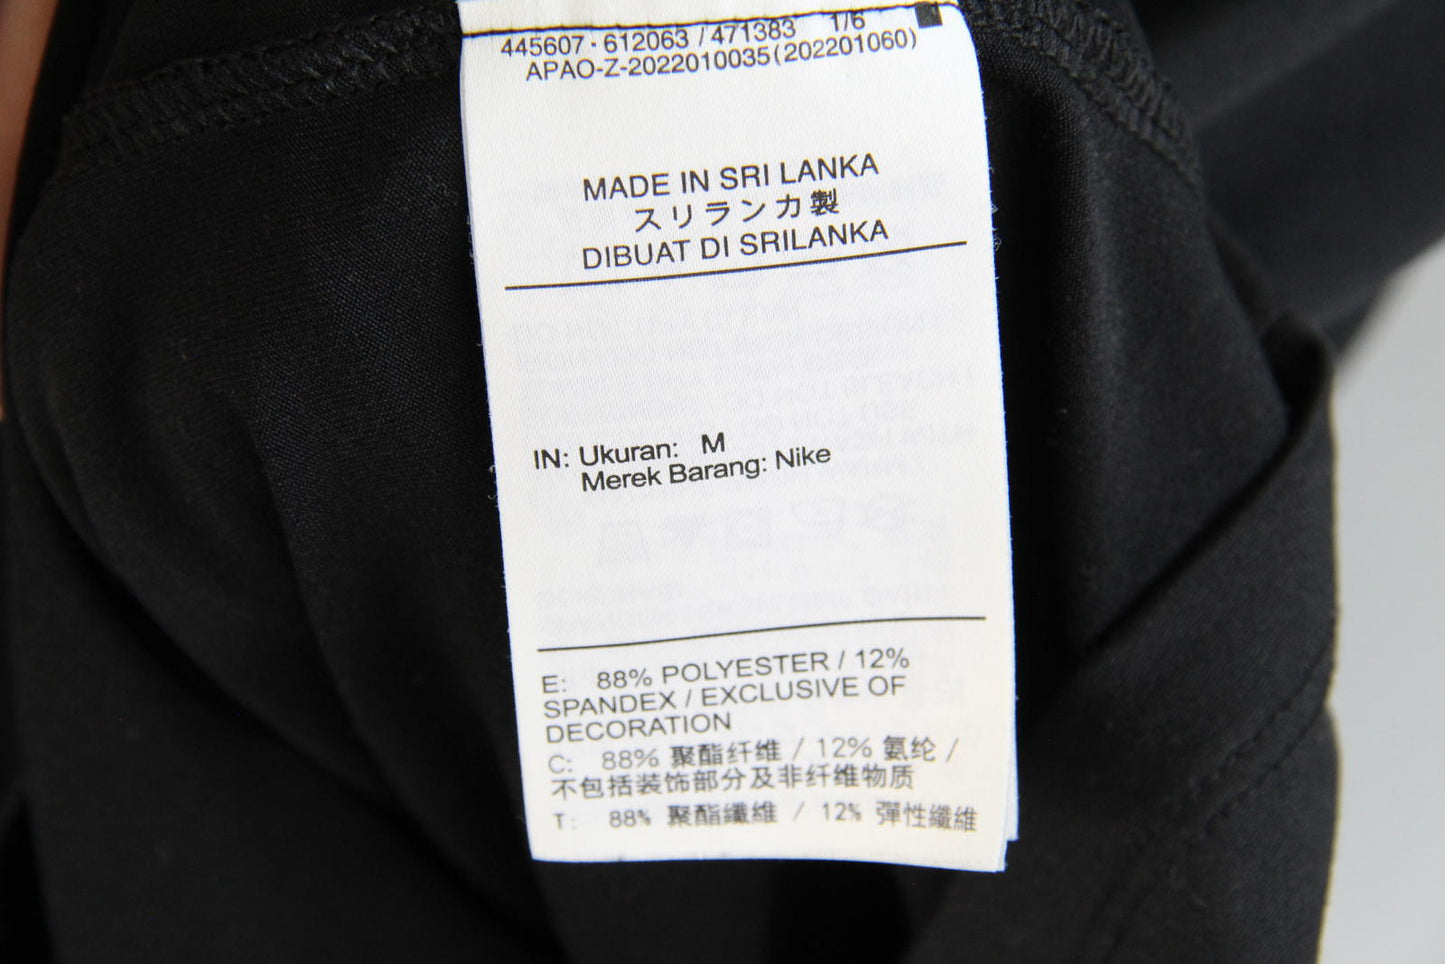 445607 · 612063 / 471383 1/6
APAO-Z-2022010035(202201060)
MADE IN SRI LANKA
スリランカ製
DIBUAT DI SRILANKA
IN: Ukuran: M
Merek Barang: Nike
E: 88% POLYESTER / 12%
SPANDEX / EXCLUSIVE OF
DECORATION
C: 88% 聚酯纤维 / 12% 氨纶 /
不包括装饰部分及非纤维物质
T: 88% 聚酯纖維 / 12% 彈性纖維